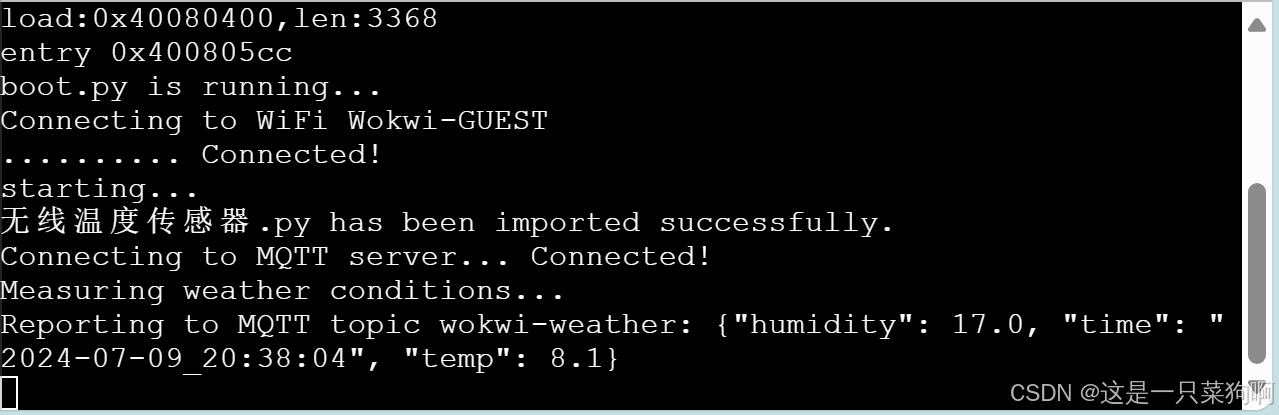 load:0x40080400,len:3368
entry 0x400805cc
boot.py is running...
Connecting to WiFi Wokwi-GUEST
.......... Connected!
starting...
无线温度传感器.py has been imported successfully.
Connecting to MQTT server... Connected!
Measuring weather conditions...
Reporting to MQTT topic wokwi-weather: {"humidity": 17.0, "time": "
2024-07-09_20:38:04", "temp": 8.1}
CSDN @这是一只菜狗啊